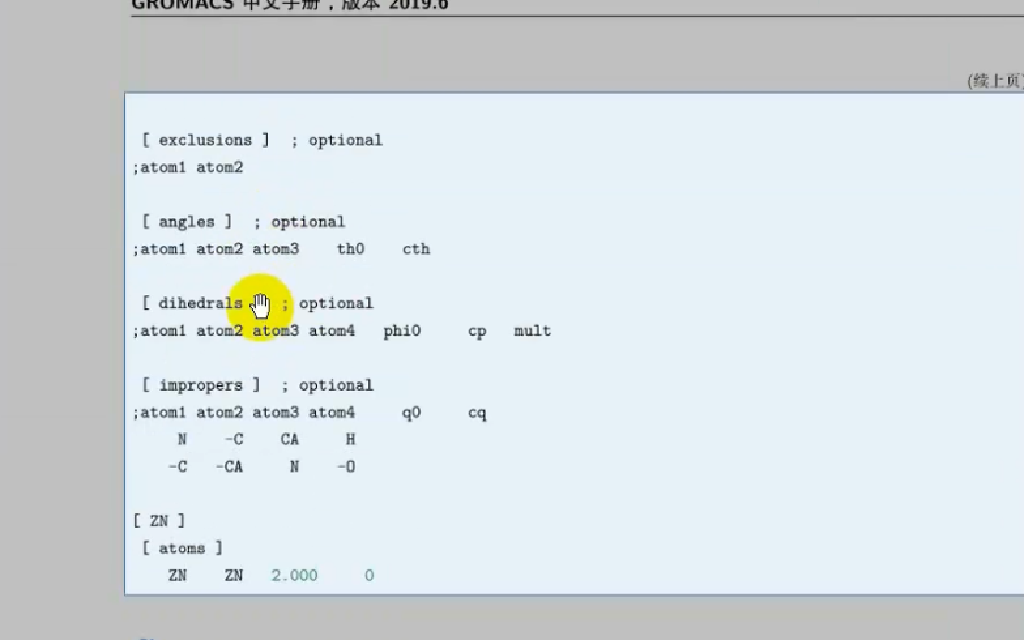 GROMACS 中文手册，版本 2019.6
(续上页)
[ exclusions ] ; optional
;atom1 atom2
[ angles ] ; optional
;atom1 atom2 atom3 th0 cth
[ dihedrals ; optional
;atom1 atom2 atom3 atom4 phi0 cp mult
[ impropers ] ; optional
;atom1 atom2 atom3 atom4 q0 cq
N -C CA H
-C -CA N -O
[ ZN ]
[ atoms ]
ZN ZN 2.000 0